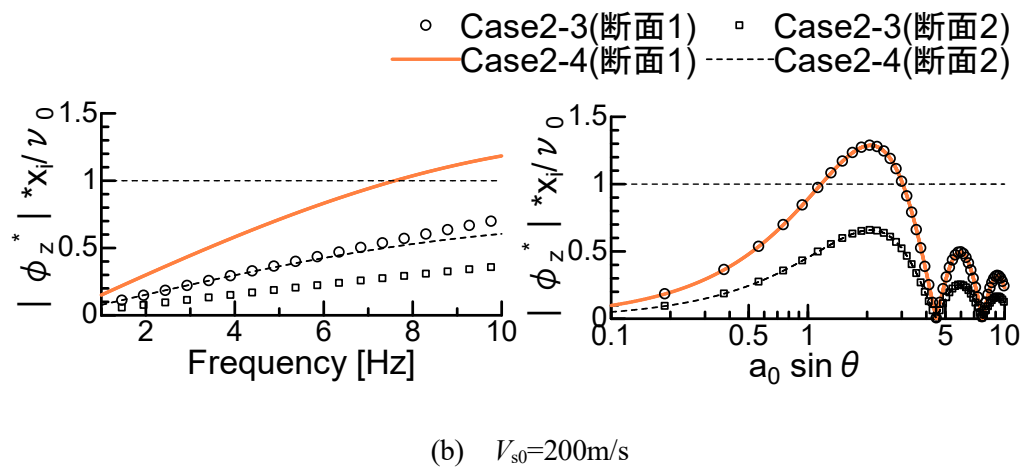 Case2-3(断面1) Case2-3(断面2)
Case2-4(断面1) Case2-4(断面2)
| ϕz* |*xi/ν0
1.5
1
0.5
0
2 4 6 8 10
Frequency [Hz]
| ϕz* |*xi/ν0
1.5
1
0.5
0
0.1 0.5 1 5 10
a0 sin θ
(b) Vs0=200m/s